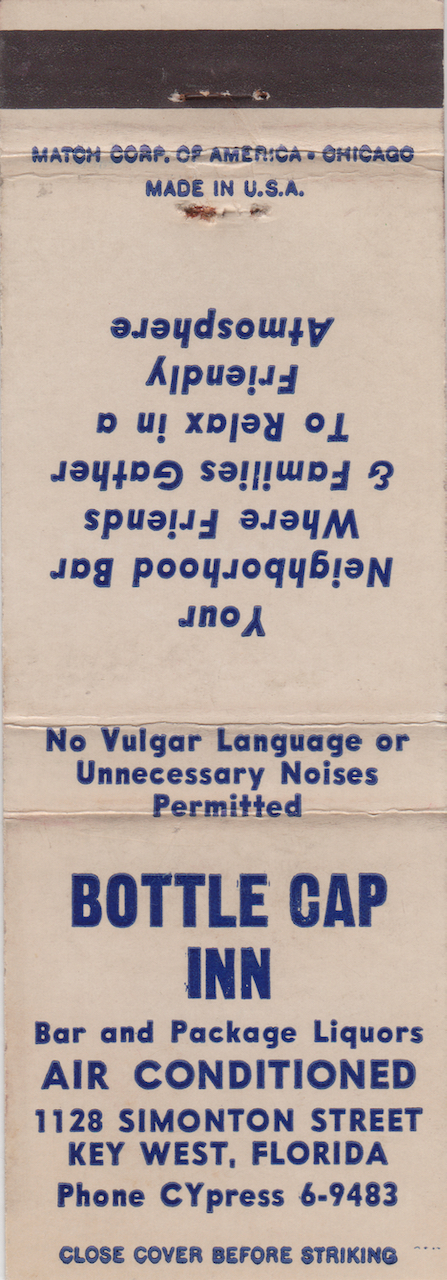 MATCH CORP. OF AMERICA • CHICAGO
MADE IN U.S.A.
Your
Neighborhood Bar
Where Friends
& Families Gather
To Relax in a
Friendly
Atmosphere
No Vulgar Language or
Unnecessary Noises
Permitted
BOTTLE CAP
INN
Bar and Package Liquors
AIR CONDITIONED
1128 SIMONTON STREET
KEY WEST, FLORIDA
Phone CYpress 6-9483
CLOSE COVER BEFORE STRIKING